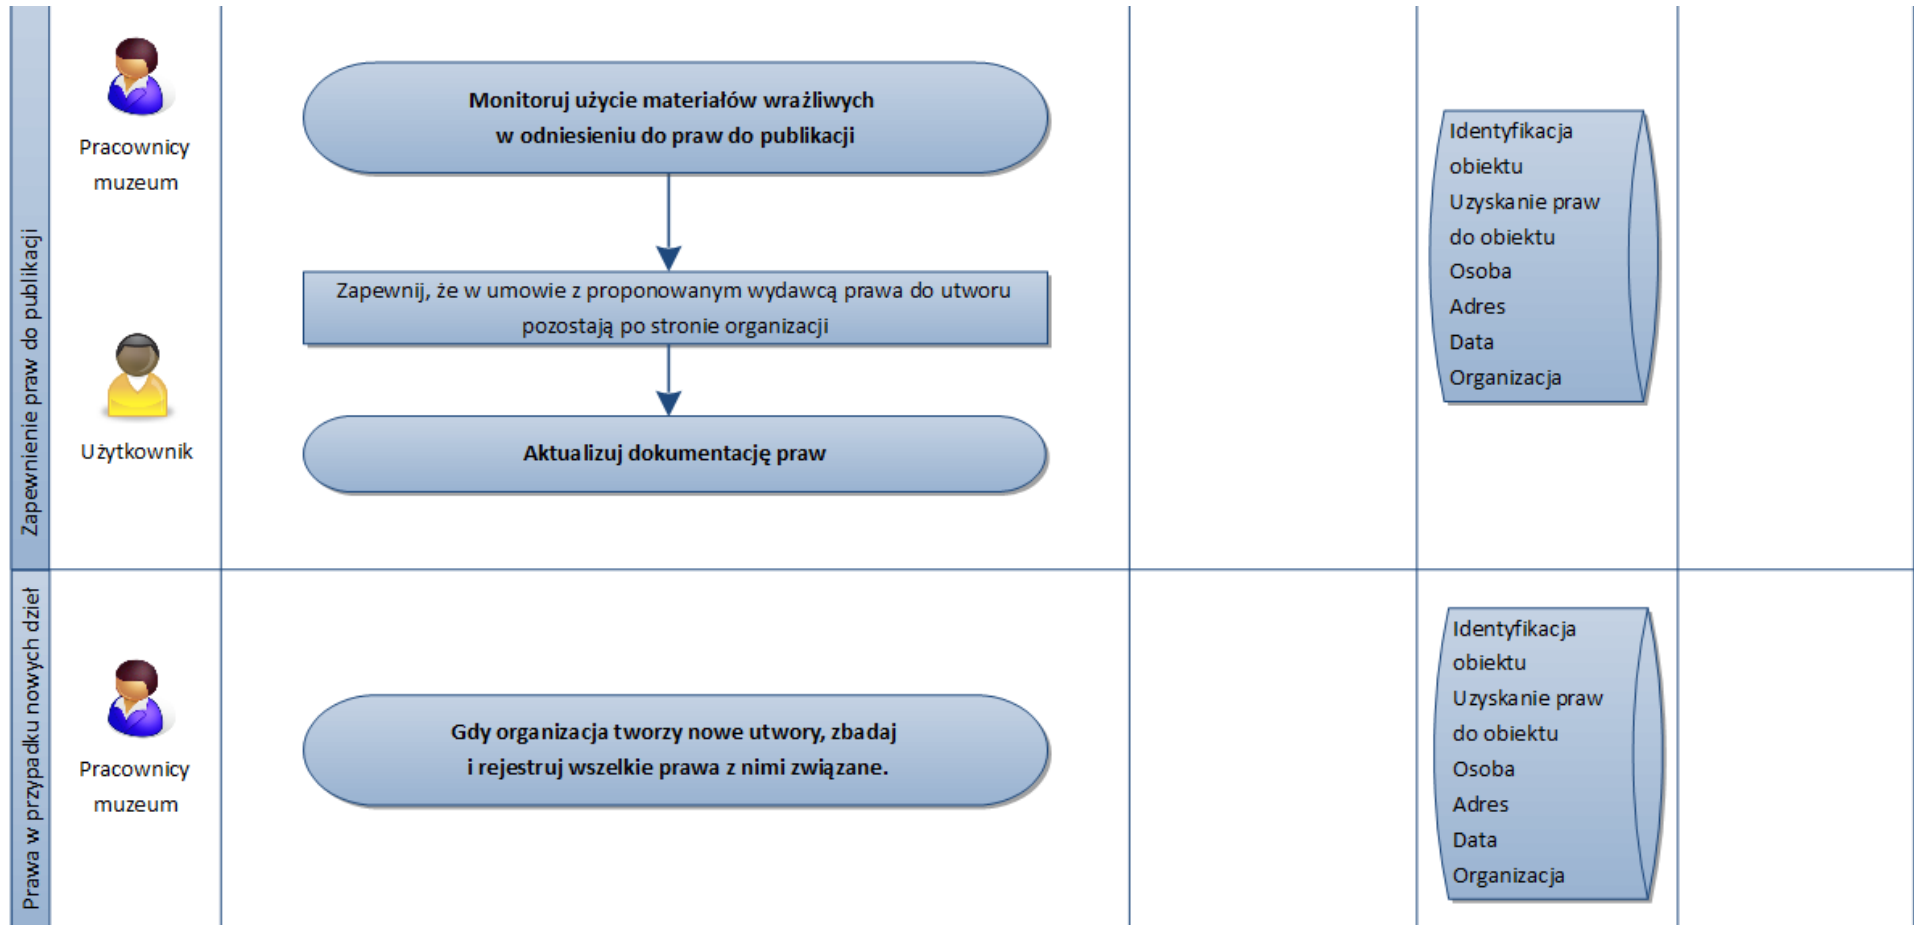 Zapewnienie praw do publikacji
Pracownicy
muzeum
Użytkownik
Monitoruj użycie materiałów wrażliwych
w odniesieniu do praw do publikacji
Zapewnij, że w umowie z proponowanym wydawcą prawa do utworu
pozostają po stronie organizacji
Aktualizuj dokumentację praw
Identyfikacja
obiektu
Uzyskanie praw
do obiektu
Osoba
Adres
Data
Organizacja
Prawa w przypadku nowych dzieł
Pracownicy
muzeum
Gdy organizacja tworzy nowe utwory, zbadaj
i rejestruj wszelkie prawa z nimi związane.
Identyfikacja
obiektu
Uzyskanie praw
do obiektu
Osoba
Adres
Data
Organizacja